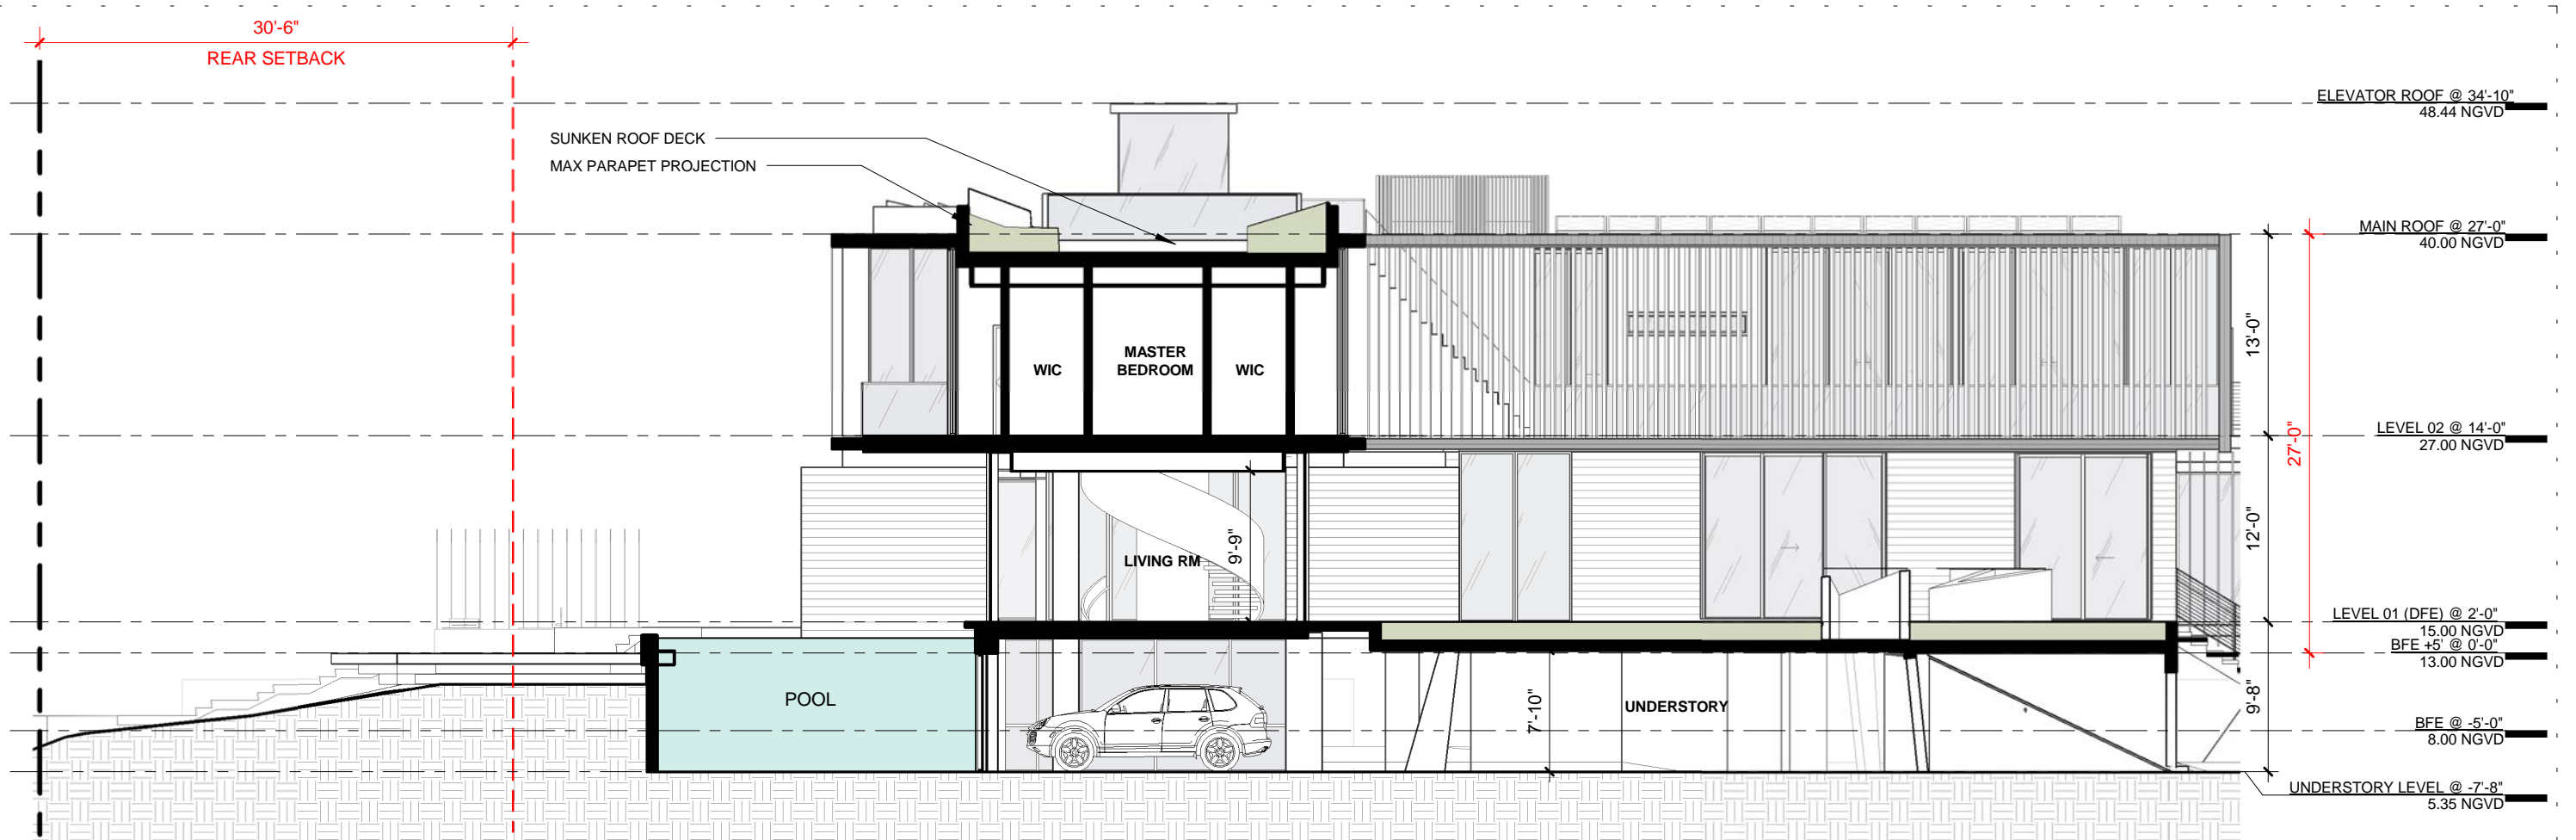 30'-6"
REAR SETBACK
ELEVATOR ROOF @ 34'-10"
48.44 NGVD
SUNKEN ROOF DECK
MAX PARAPET PROJECTION
MAIN ROOF @ 27'-0"
40.00 NGVD
13'-0"
WIC
MASTER
BEDROOM
WIC
LEVEL 02 @ 14'-0"
27.00 NGVD
27'-0"
12'-0"
9'-9"
LIVING RM
LEVEL 01 (DFE) @ 2'-0"
15.00 NGVD
BFE +5' @ 0'-0"
13.00 NGVD
POOL
7'-10"
UNDERSTORY
9'-8"
BFE @ -5'-0"
8.00 NGVD
UNDERSTORY LEVEL @ -7'-8"
5.35 NGVD